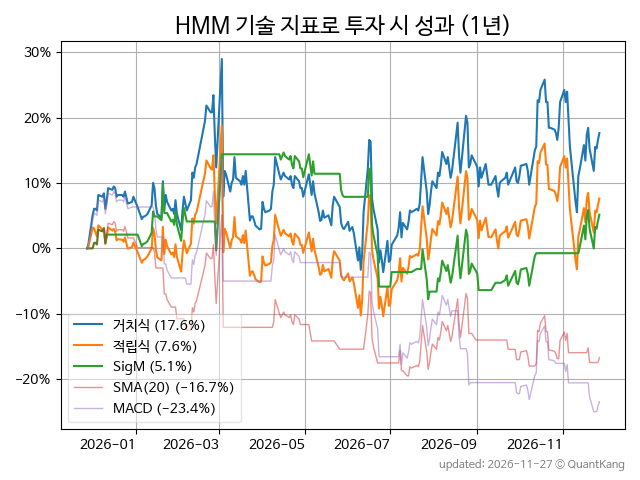 HMM 기술 지표로 투자 시 성과 (1년)
30%
20%
10%
0%
−10%
−20%
거치식 (17.6%)
적립식 (7.6%)
SigM (5.1%)
SMA(20) (−16.7%)
MACD (−23.4%)
2026-01 2026-03 2026-05 2026-07 2026-09 2026-11
updated: 2026-11-27 © QuantKang